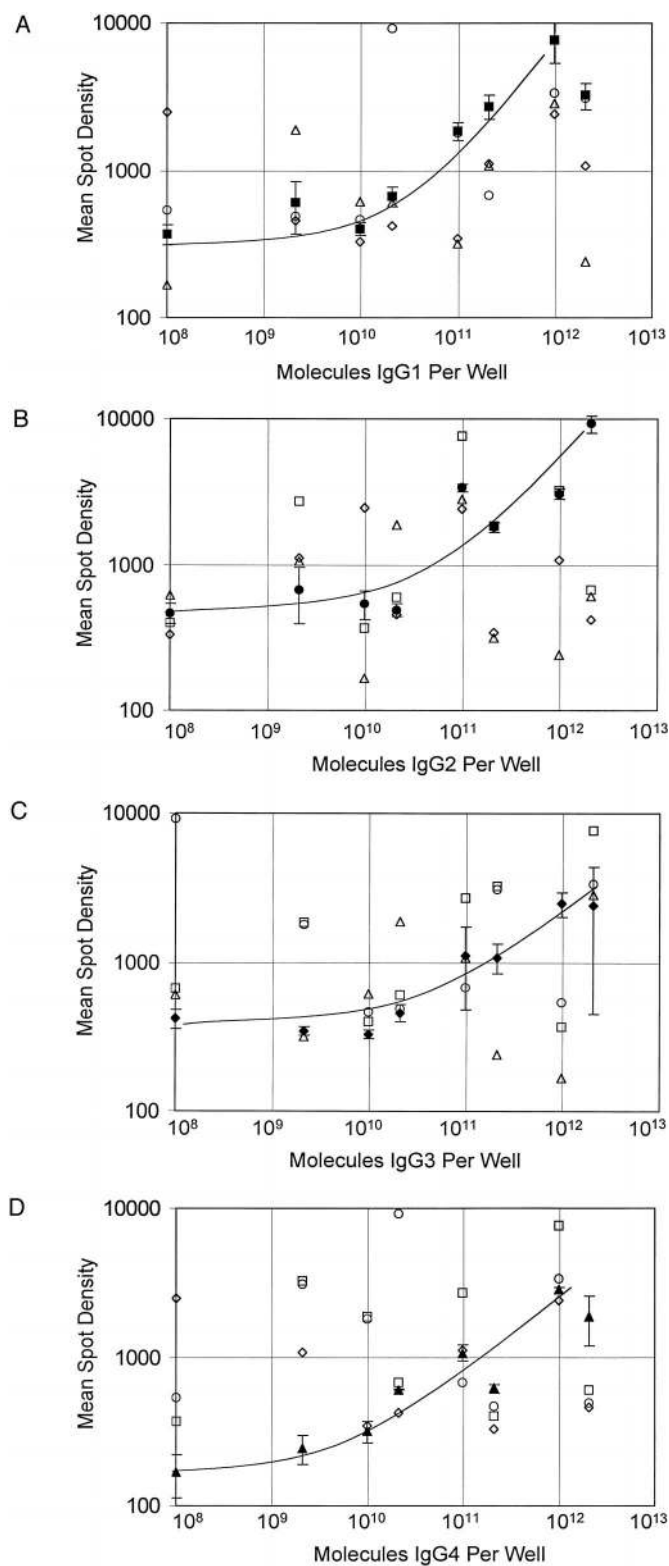 A
10000
1000
100
Mean Spot Density
10⁸ 10⁹ 10¹⁰ 10¹¹ 10¹² 10¹³
Molecules IgG1 Per Well
B
10000
1000
100
Mean Spot Density
10⁸ 10⁹ 10¹⁰ 10¹¹ 10¹² 10¹³
Molecules IgG2 Per Well
C
10000
1000
100
Mean Spot Density
10⁸ 10⁹ 10¹⁰ 10¹¹ 10¹² 10¹³
Molecules IgG3 Per Well
D
10000
1000
100
Mean Spot Density
10⁸ 10⁹ 10¹⁰ 10¹¹ 10¹² 10¹³
Molecules IgG4 Per Well